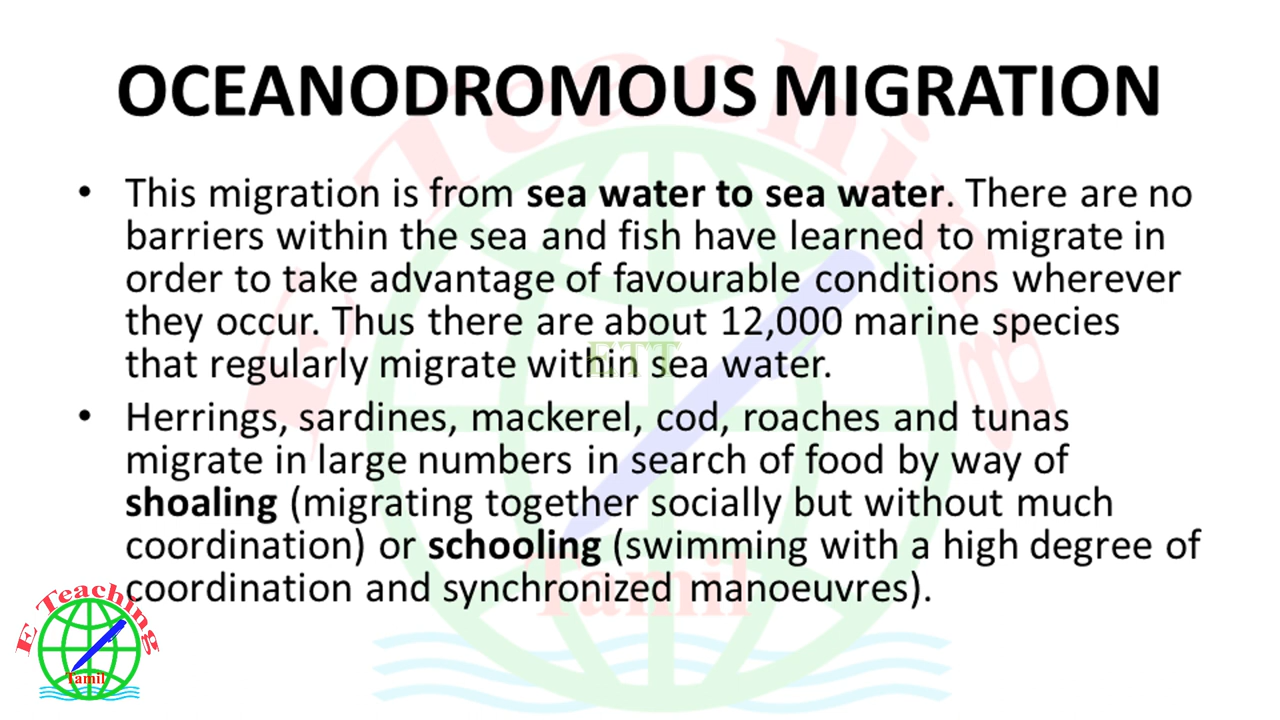 OCEANODROMOUS MIGRATION
• This migration is from sea water to sea water. There are no
barriers within the sea and fish have learned to migrate in
order to take advantage of favourable conditions wherever
they occur. Thus there are about 12,000 marine species
that regularly migrate within sea water.
• Herrings, sardines, mackerel, cod, roaches and tunas
migrate in large numbers in search of food by way of
shoaling (migrating together socially but without much
coordination) or schooling (swimming with a high degree of
coordination and synchronized manoeuvres).
E Teaching
Tamil
E Teaching
Tamil
ETT